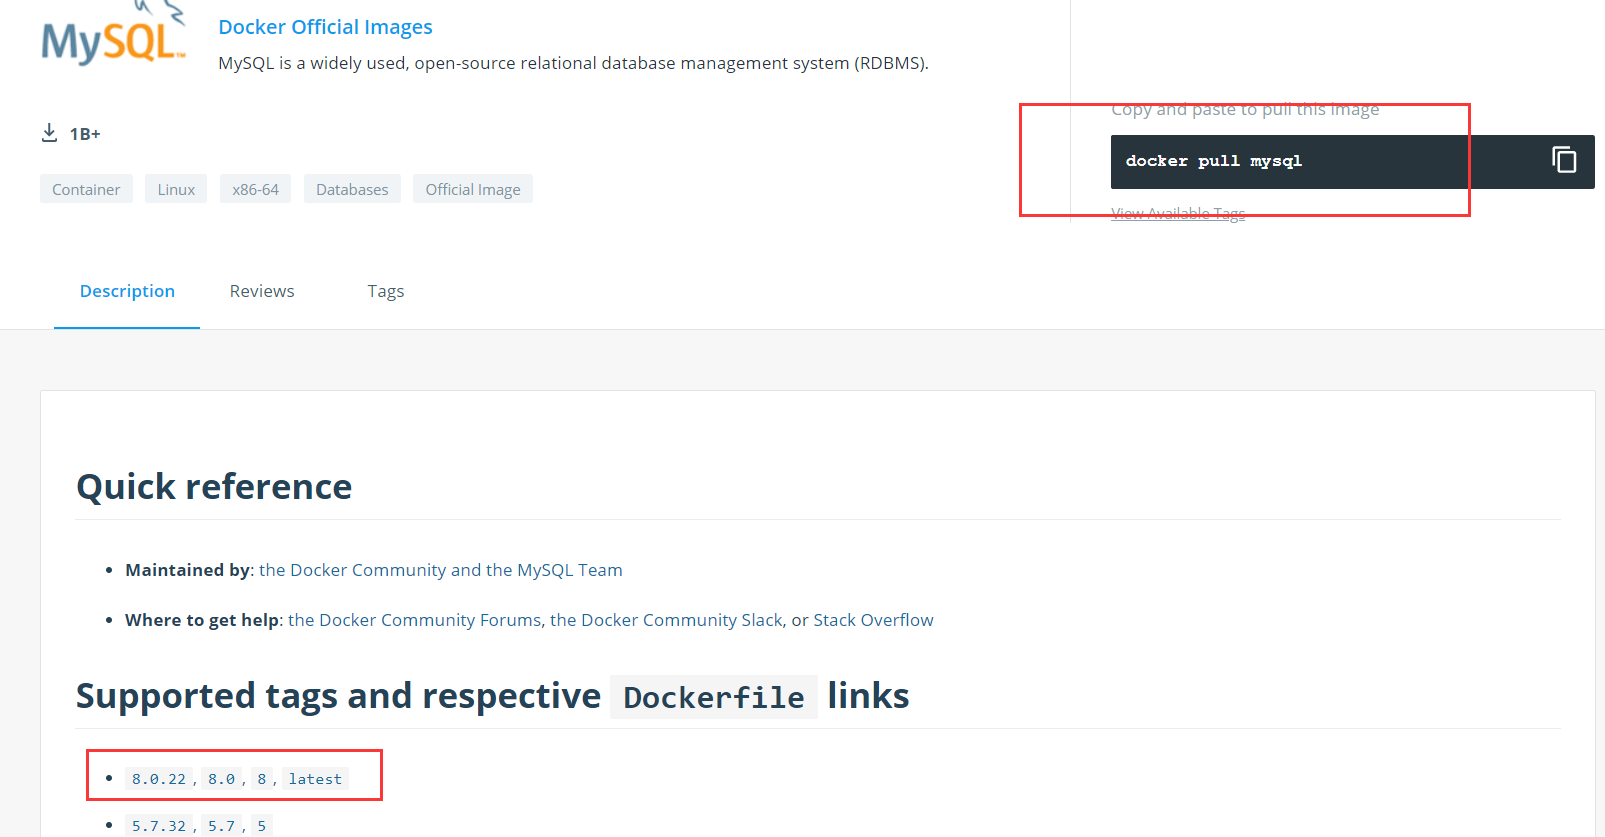 MySQL™
Docker Official Images
MySQL is a widely used, open-source relational database management system (RDBMS).
1B+
Container Linux x86-64 Databases Official Image
Copy and paste to pull this image
docker pull mysql
View Available Tags
Description Reviews Tags
Quick reference
• Maintained by: the Docker Community and the MySQL Team
• Where to get help: the Docker Community Forums, the Docker Community Slack, or Stack Overflow
Supported tags and respective Dockerfile links
• 8.0.22, 8.0, 8, latest
• 5.7.32, 5.7, 5